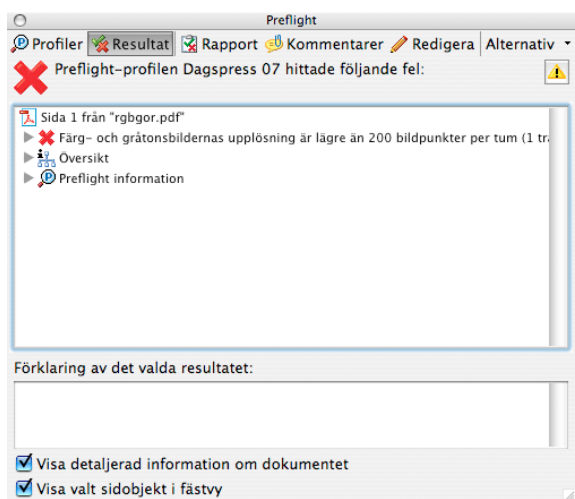 Preflight
Profiler Resultat Rapport Kommentarer Redigera Alternativ
Preflight-profilen Dagspress 07 hittade följande fel:
Sida 1 från "rgbgor.pdf"
Färg- och gråtonsbildernas upplösning är lägre än 200 bildpunkter per tum (1 tr
Översikt
Preflight information
Förklaring av det valda resultatet:
Visa detaljerad information om dokumentet
Visa valt sidobjekt i fästvy